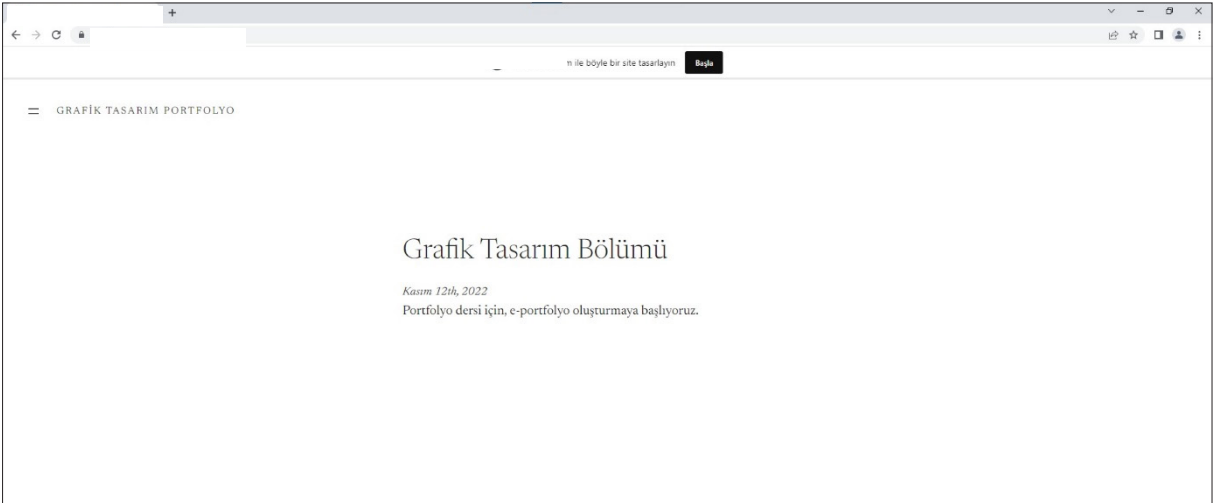 ile böyle bir site tasarlayın Başla
GRAFİK TASARIM PORTFOLYO
Grafik Tasarım Bölümü
Kasım 12th, 2022
Portfolyo dersi için, e-portfolyo oluşturmaya başlıyoruz.